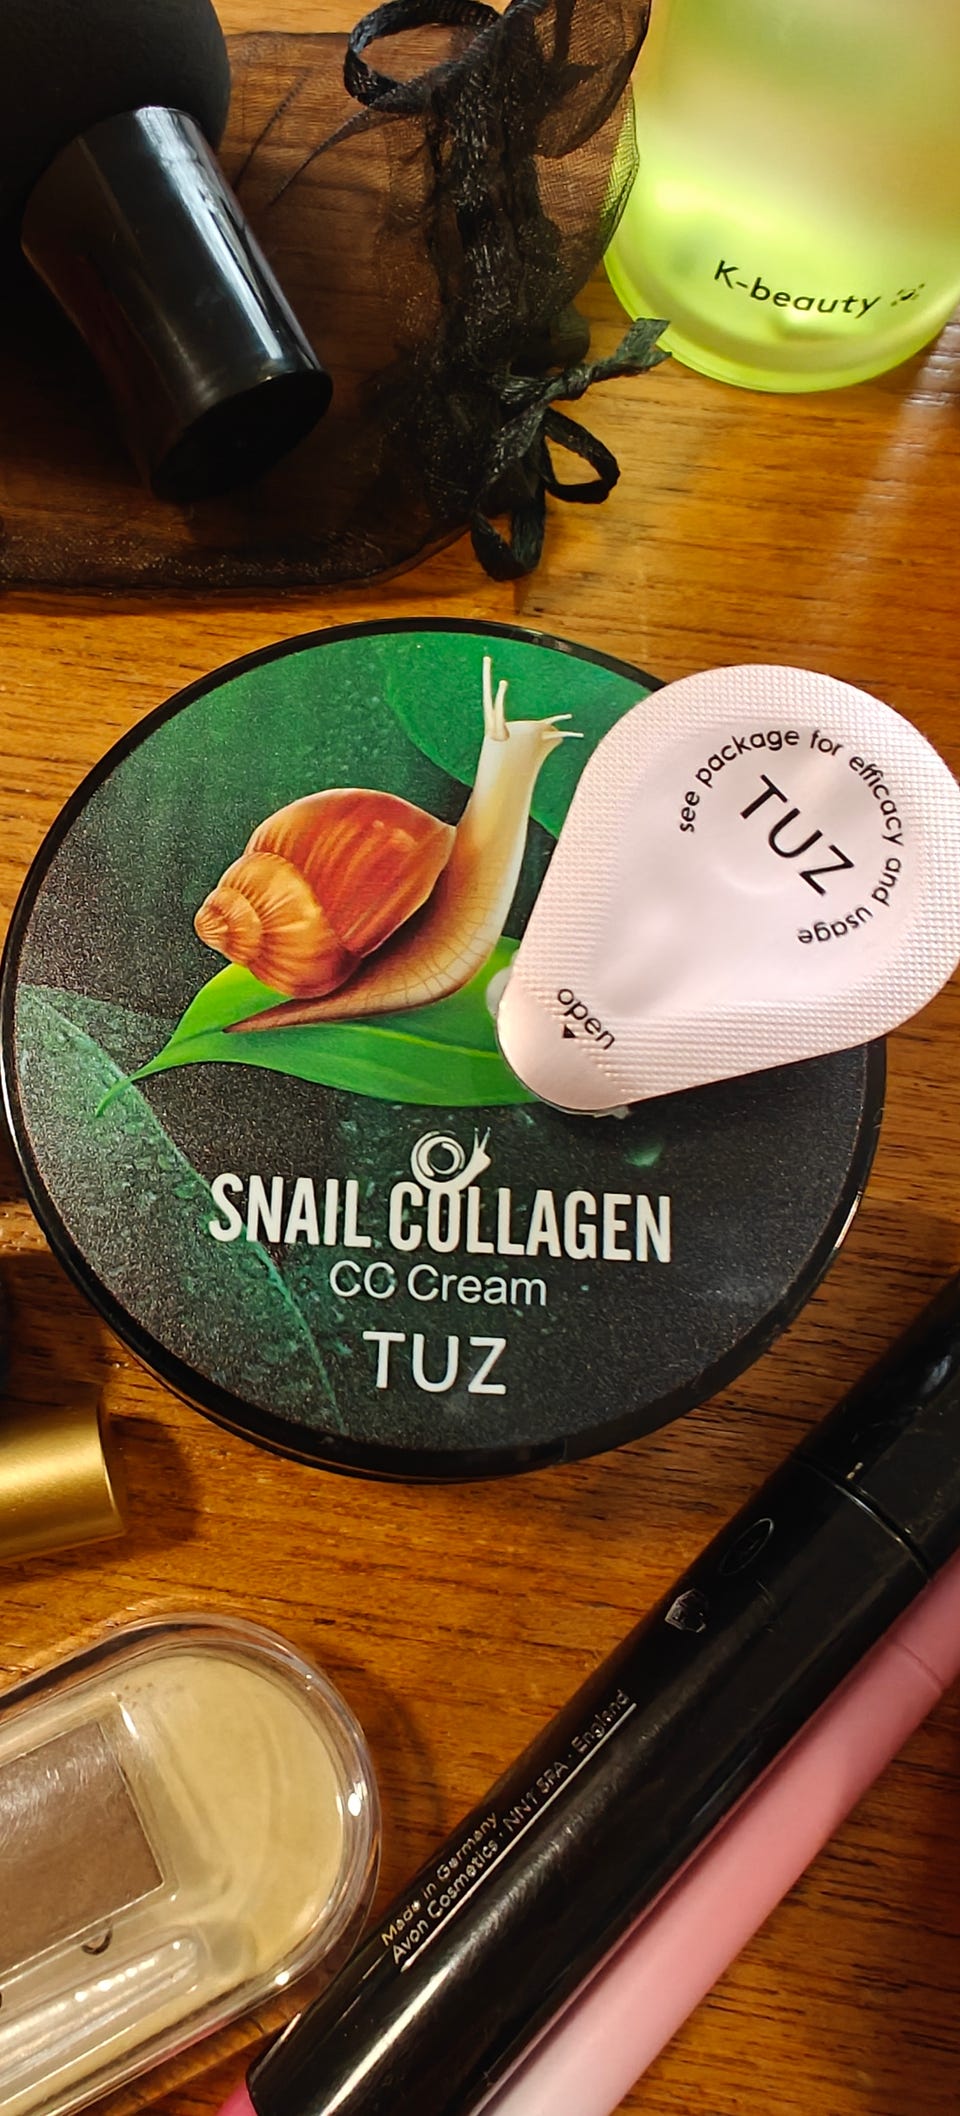 K-beauty
see package for efficacy and usage
TUZ
open
SNAIL COLLAGEN
CC Cream
TUZ
Made in Germany
Avon Cosmetics · NN1 5PA · England